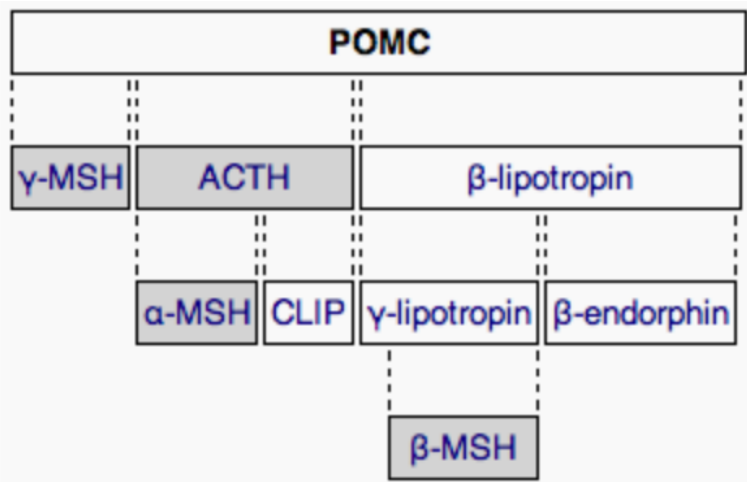 POMC
γ-MSH ACTH β-lipotropin
α-MSH CLIP γ-lipotropin β-endorphin
β-MSH